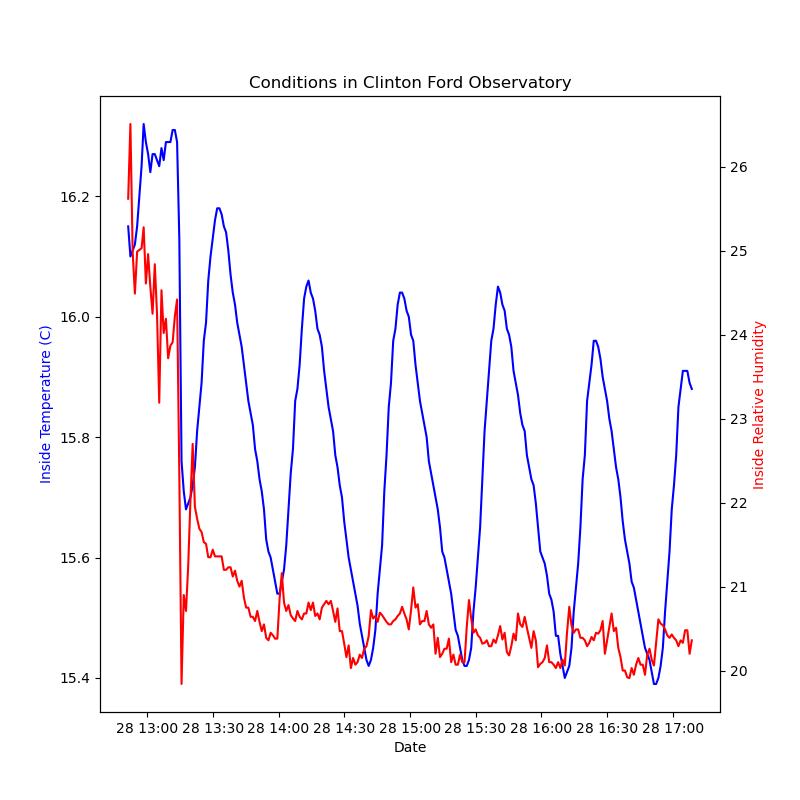 Conditions in Clinton Ford Observatory
Inside Temperature (C)
16.2
16.0
15.8
15.6
15.4
26
25
24
23
22
21
20
Inside Relative Humidity
28 13:00 28 13:30 28 14:00 28 14:30 28 15:00 28 15:30 28 16:00 28 16:30 28 17:00
Date